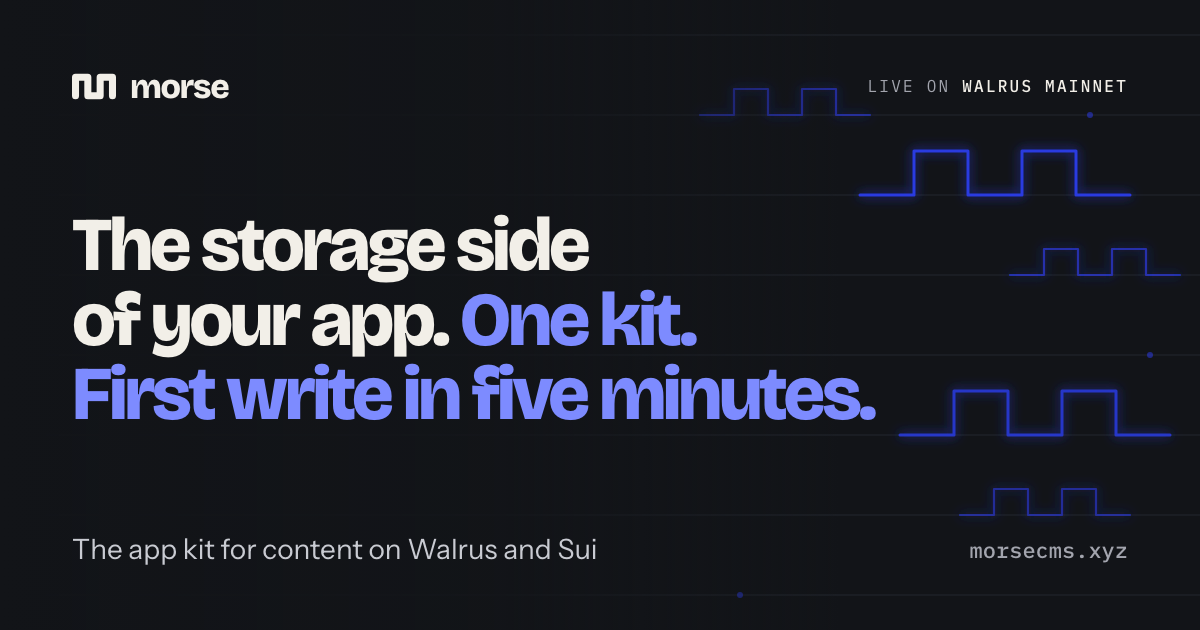 morse
LIVE ON WALRUS MAINNET
The storage side
of your app. One kit.
First write in five minutes.
The app kit for content on Walrus and Sui
morsecms.xyz